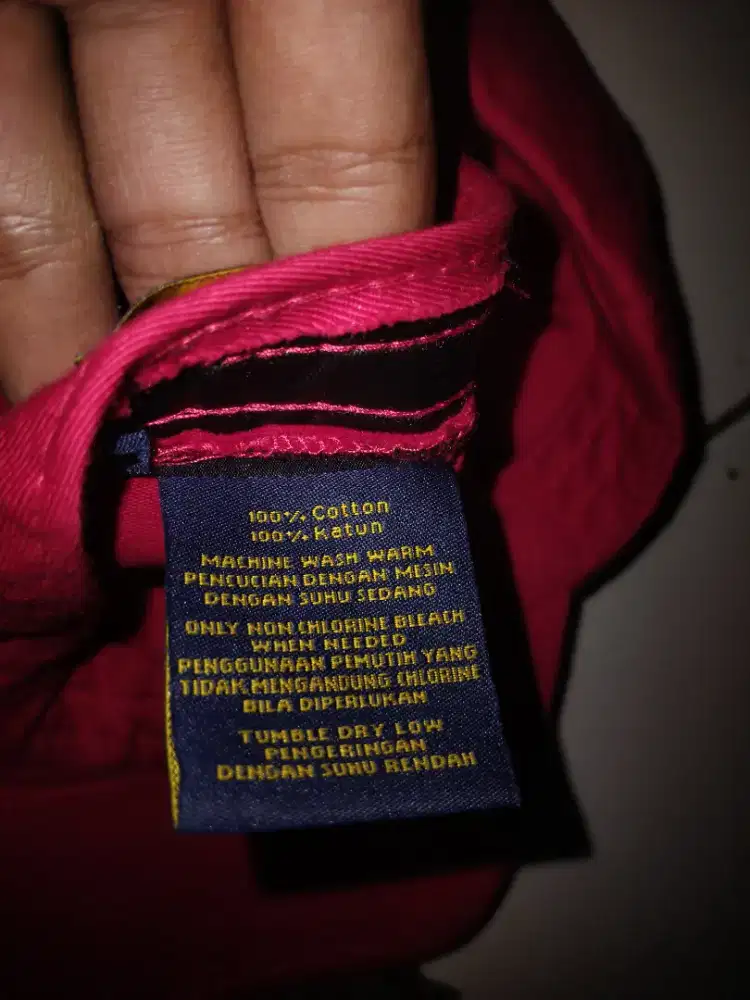 100% Cotton
100% Katun
MACHINE WASH WARM
PENCUCIAN DENGAN MESIN
DENGAN SUHU SEDANG
ONLY NON CHLORINE BLEACH
WHEN NEEDED
PENGGUNAAN PEMUTIH YANG
TIDAK MENGANDUNG CHLORINE
BILA DIPERLUKAN
TUMBLE DRY LOW
PENGERINGAN
DENGAN SUHU RENDAH